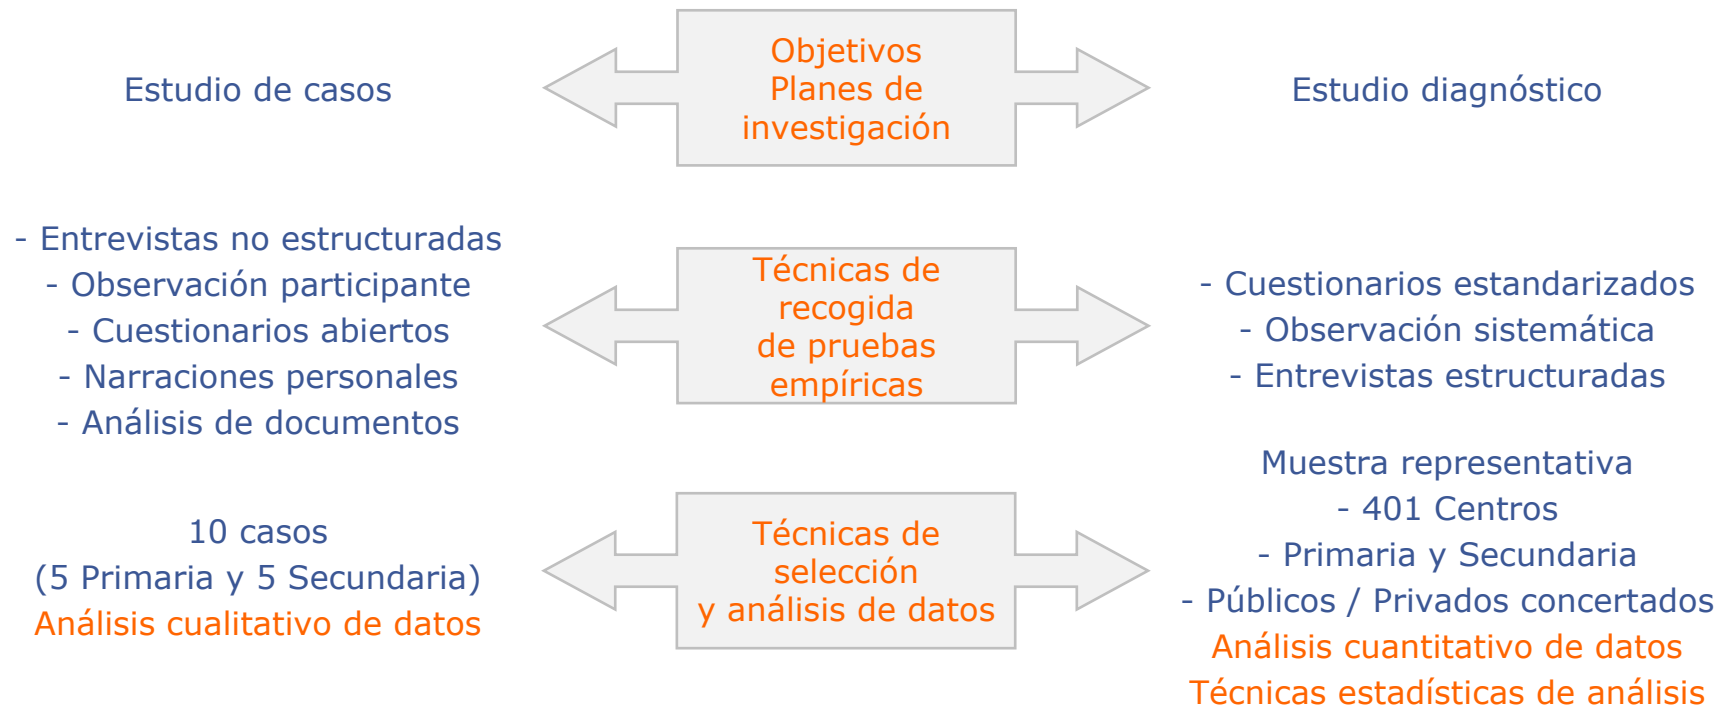 Estudio de casos
Objetivos
Planes de
investigación
Estudio diagnóstico
- Entrevistas no estructuradas
- Observación participante
- Cuestionarios abiertos
- Narraciones personales
- Análisis de documentos
Técnicas de
recogida
de pruebas
empíricas
- Cuestionarios estandarizados
- Observación sistemática
- Entrevistas estructuradas
10 casos
(5 Primaria y 5 Secundaria)
Análisis cualitativo de datos
Técnicas de
selección
y análisis de datos
Muestra representativa
- 401 Centros
- Primaria y Secundaria
- Públicos / Privados concertados
Análisis cuantitativo de datos
Técnicas estadísticas de análisis